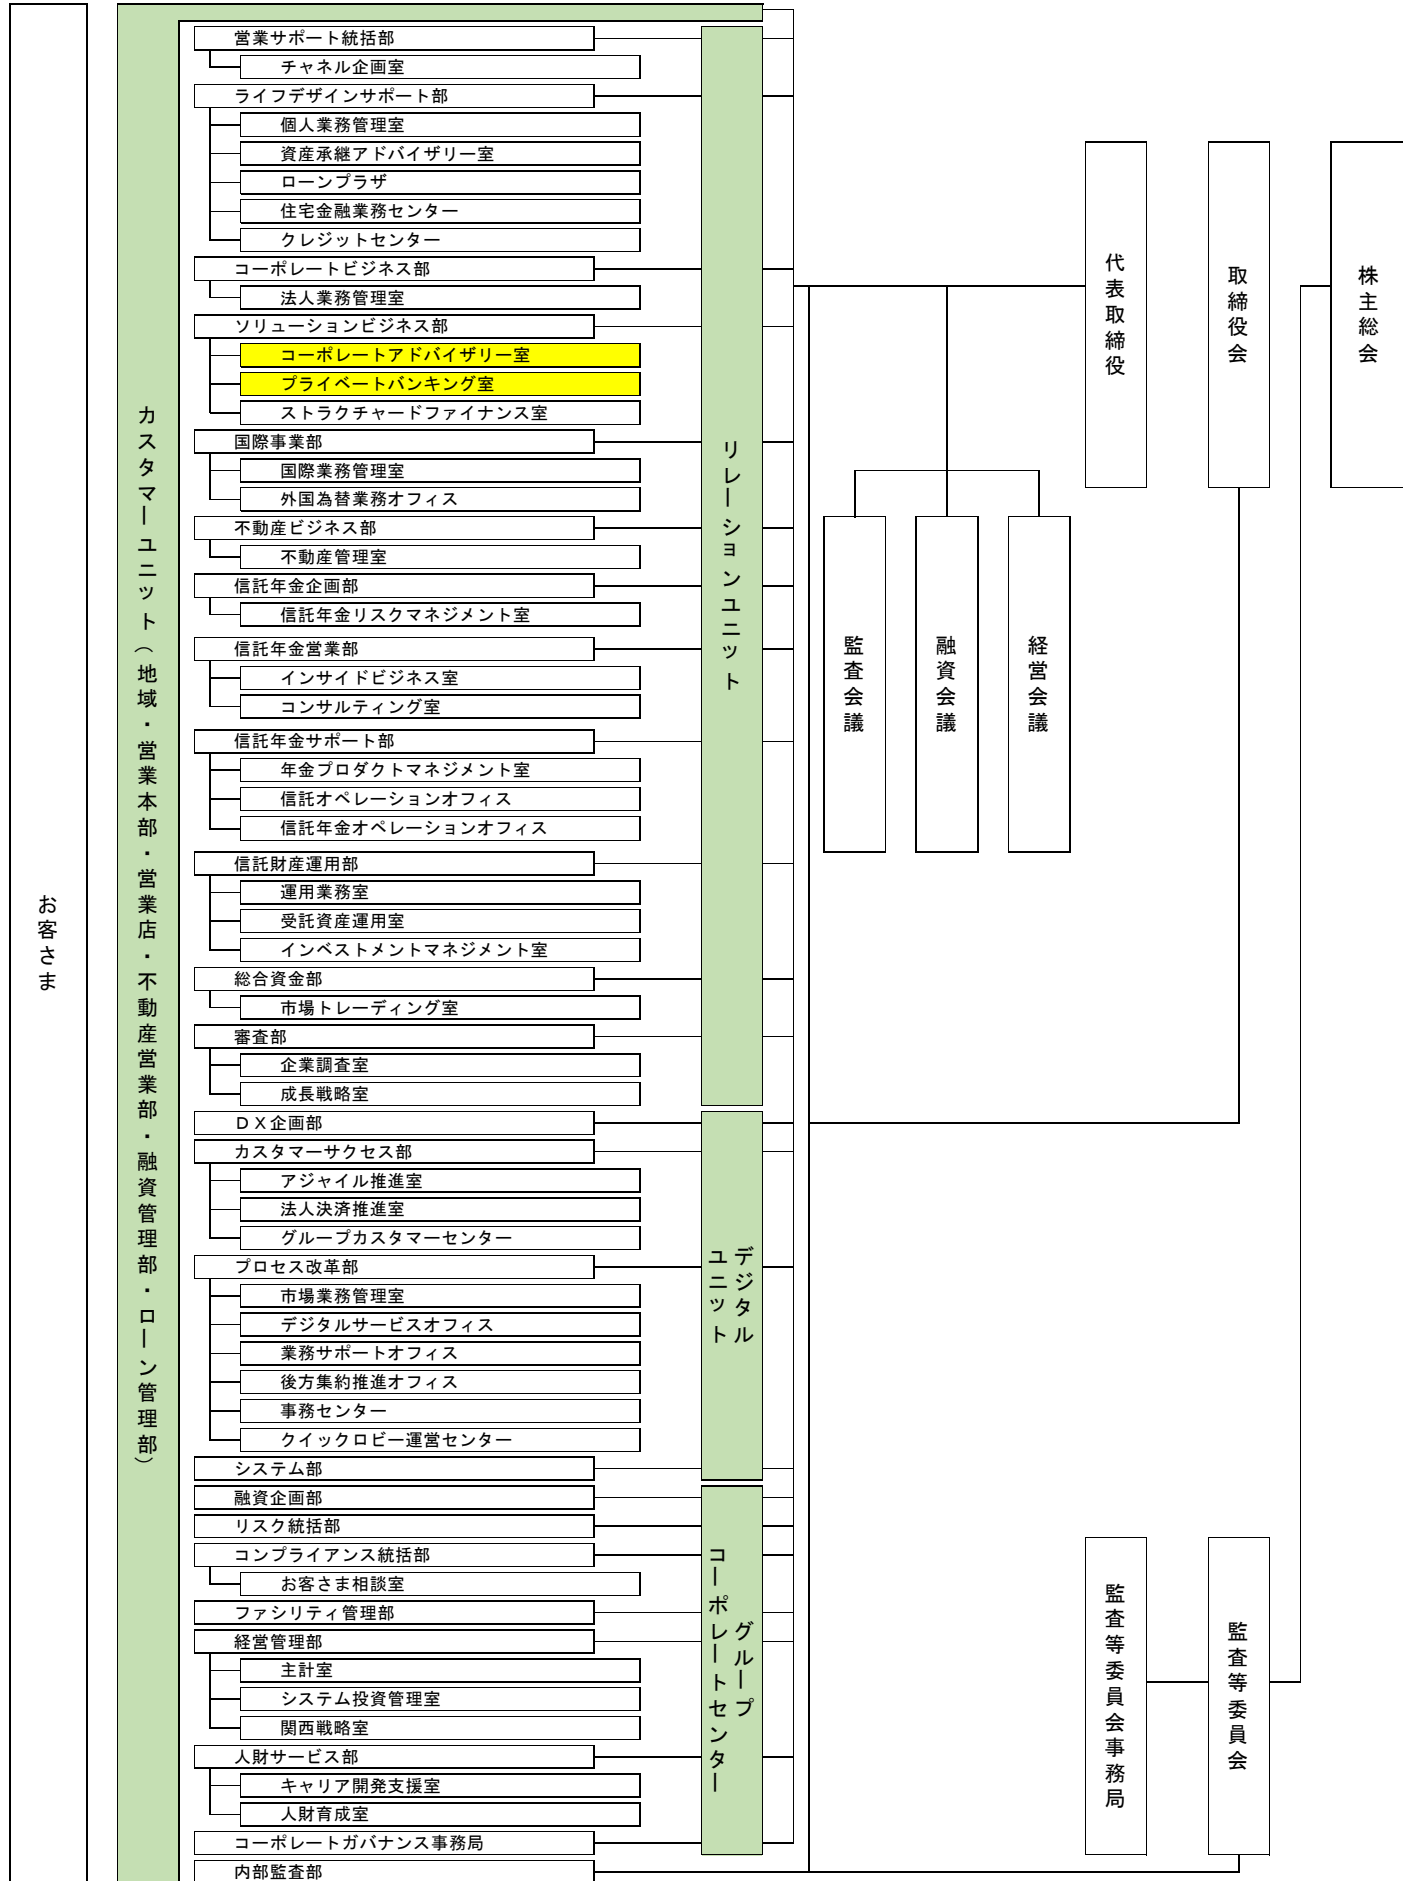 お客さま
カスタマーユニット（地域・営業本部・営業店・不動産営業部・融資管理部・ローン管理部）
営業サポート統括部
チャネル企画室
ライフデザインサポート部
個人業務管理室
資産承継アドバイザリー室
ローンプラザ
住宅金融業務センター
クレジットセンター
コーポレートビジネス部
法人業務管理室
ソリューションビジネス部
コーポレートアドバイザリー室
プライベートバンキング室
ストラクチャードファイナンス室
国際事業部
国際業務管理室
外国為替業務オフィス
不動産ビジネス部
不動産管理室
信託年金企画部
信託年金リスクマネジメント室
信託年金営業部
インサイドビジネス室
コンサルティング室
信託年金サポート部
年金プロダクトマネジメント室
信託オペレーションオフィス
信託年金オペレーションオフィス
信託財産運用部
運用業務室
受託資産運用室
インベストメントマネジメント室
総合資金部
市場トレーディング室
審査部
企業調査室
成長戦略室
ＤＸ企画部
カスタマーサクセス部
アジャイル推進室
法人決済推進室
グループカスタマーセンター
プロセス改革部
市場業務管理室
デジタルサービスオフィス
業務サポートオフィス
後方集約推進オフィス
事務センター
クイックロビー運営センター
システム部
融資企画部
リスク統括部
コンプライアンス統括部
お客さま相談室
ファシリティ管理部
経営管理部
主計室
システム投資管理室
関西戦略室
人財サービス部
キャリア開発支援室
人財育成室
コーポレートガバナンス事務局
内部監査部
リレーションユニット
デジタル
ユニット
グループ
コーポレートセンター
監査会議
融資会議
経営会議
代表取締役
取締役会
株主総会
監査等委員会事務局
監査等委員会